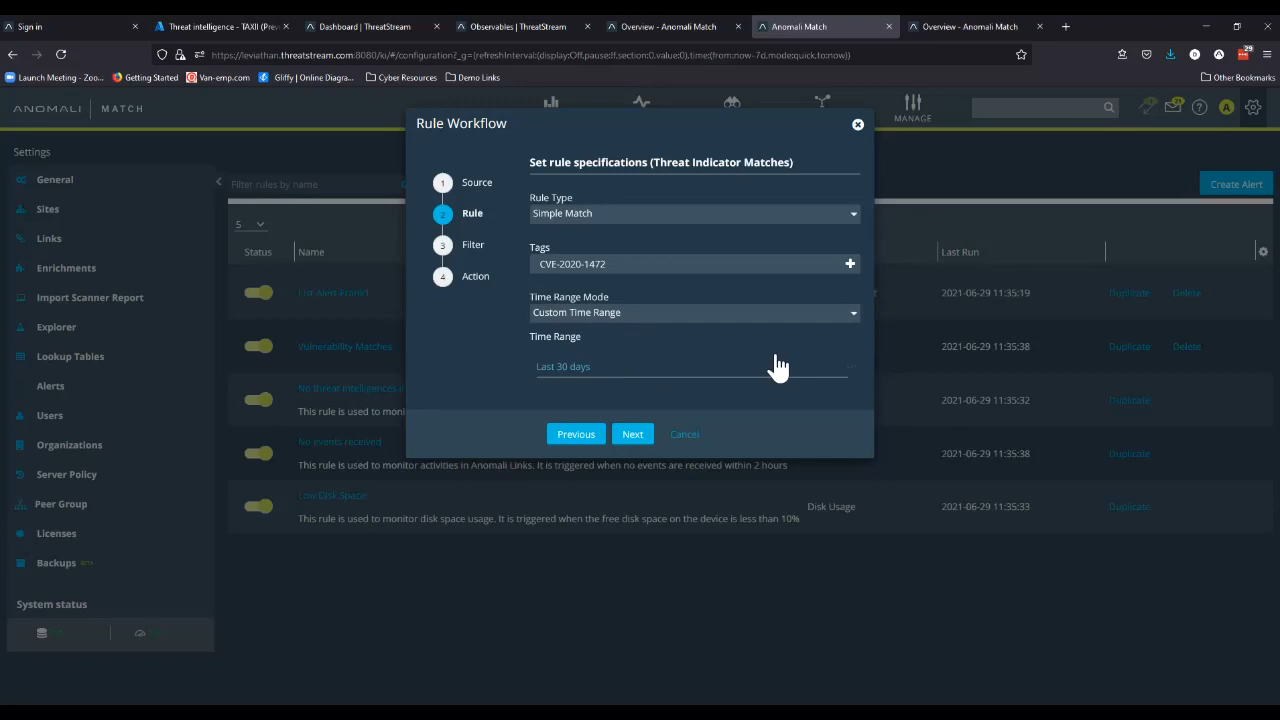 Sign in
Threat intelligence - TAXII (Prev
Dashboard | ThreatStream
Observables | ThreatStream
Overview - Anomali Match
Anomali Match
Overview - Anomali Match
https://leviathan.threatstream.com:8080/ki/#/configuration?_g=(refreshInterval:(display:Off,pause:!f,section:0,value:0),time:(from:now-7d,mode:quick,to:now))
29
Launch Meeting - Zoo...
Getting Started
Van-emp.com
Gliffy | Online Diagra...
Cyber Resources
Demo Links
Other Bookmarks
ANOMALI | MATCH
MANAGE
A
Settings
General
Sites
Links
Enrichments
Import Scanner Report
Explorer
Lookup Tables
Alerts
Users
Organizations
Server Policy
Peer Group
Licenses
Backups BETA
System status
Filter rules by name
Create Alert
5
Status
Name
Last Run
2021-06-29 11:35:19
Duplicate
Delete
Vulnerability Matches
2021-06-29 11:35:38
Duplicate
Delete
No threat intelligences r
This rule is used to moni
2021-06-29 11:35:32
Duplicate
No events received
This rule is used to monitor activities in Anomali Links. It is triggered when no events are received within 2 hours
2021-06-29 11:35:38
Duplicate
Low Disk Space
This rule is used to monitor disk space usage. It is triggered when the free disk space on the device is less than 10%
Disk Usage
2021-06-29 11:35:33
Duplicate
Rule Workflow
1 Source
2 Rule
3 Filter
4 Action
Set rule specifications (Threat Indicator Matches)
Rule Type
Simple Match
Tags
CVE-2020-1472
Time Range Mode
Custom Time Range
Time Range
Last 30 days
Previous
Next
Cancel